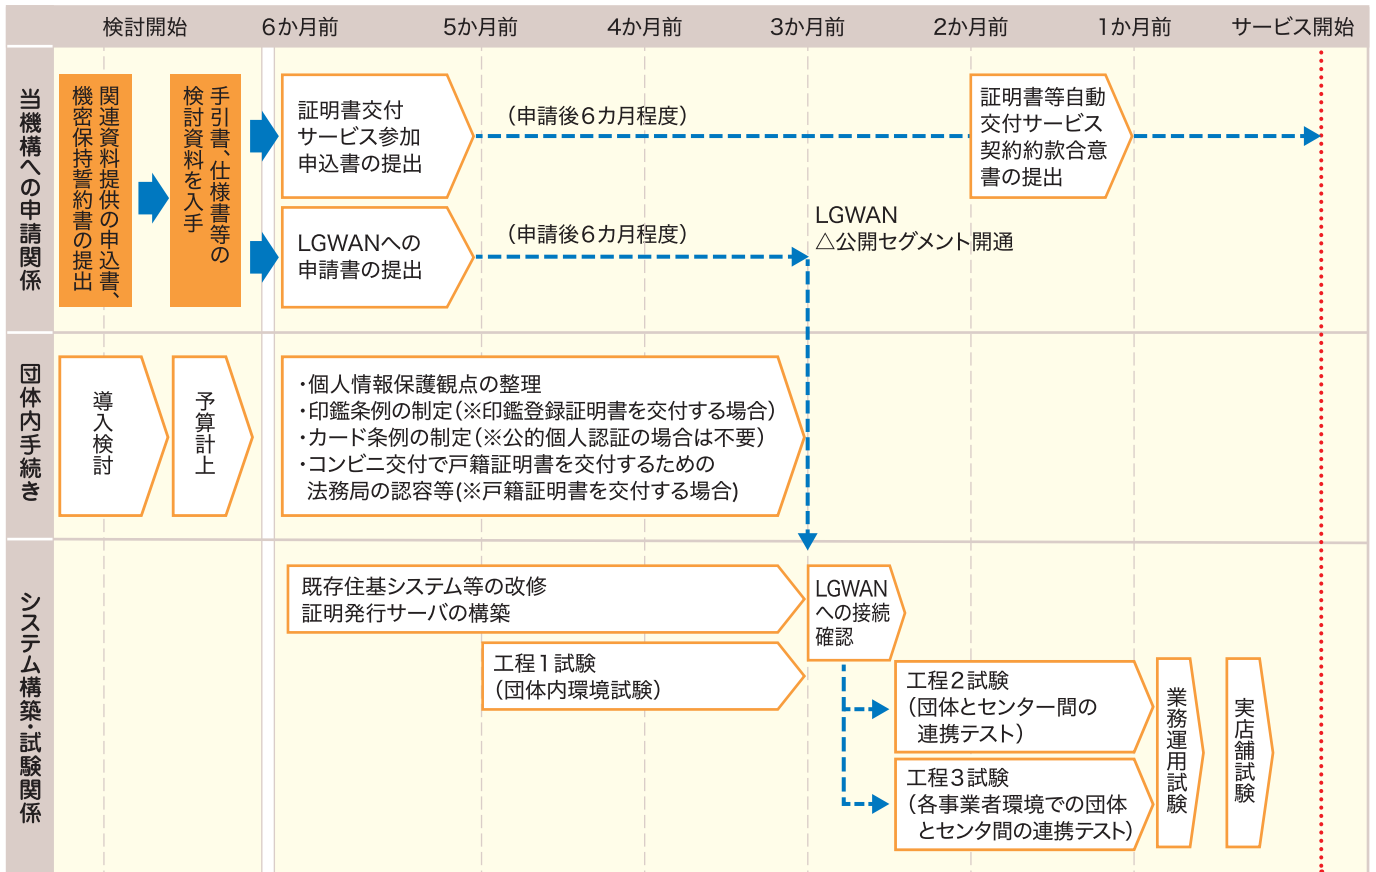 検討開始
6か月前
5か月前
4か月前
3か月前
2か月前
1か月前
サービス開始
当機構への申請関係
関連資料提供の申込書、
機密保持誓約書の提出
手引書、仕様書等の
検討資料を入手
証明書交付
サービス参加
申込書の提出
（申請後６カ月程度）
証明書等自動
交付サービス
契約約款合意
書の提出
LGWANへの
申請書の提出
（申請後６カ月程度）
LGWAN
△公開セグメント開通
団体内手続き
導入検討
予算計上
・個人情報保護観点の整理
・印鑑条例の制定（※印鑑登録証明書を交付する場合）
・カード条例の制定（※公的個人認証の場合は不要）
・コンビニ交付で戸籍証明書を交付するための
法務局の認容等(※戸籍証明書を交付する場合)
システム構築・試験関係
既存住基システム等の改修
証明発行サーバの構築
LGWAN
への接続
確認
工程１試験
（団体内環境試験）
工程２試験
（団体とセンター間の
連携テスト）
工程３試験
（各事業者環境での団体
とセンタ間の連携テスト）
業務運用試験
実店舗試験